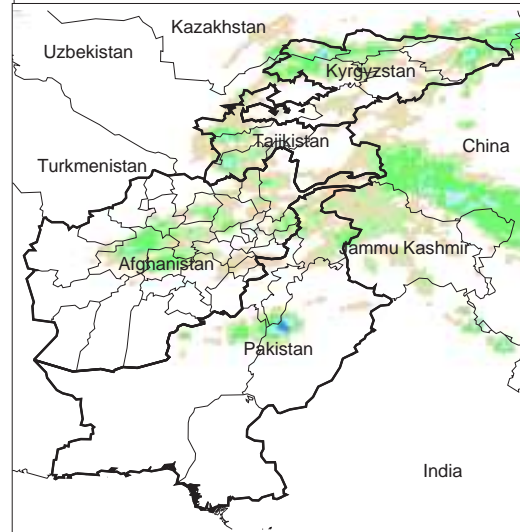 Kazakhstan
Uzbekistan
Kyrgyzstan
Tajikistan
China
Turkmenistan
Jammu Kashmir
Afghanistan
Pakistan
India